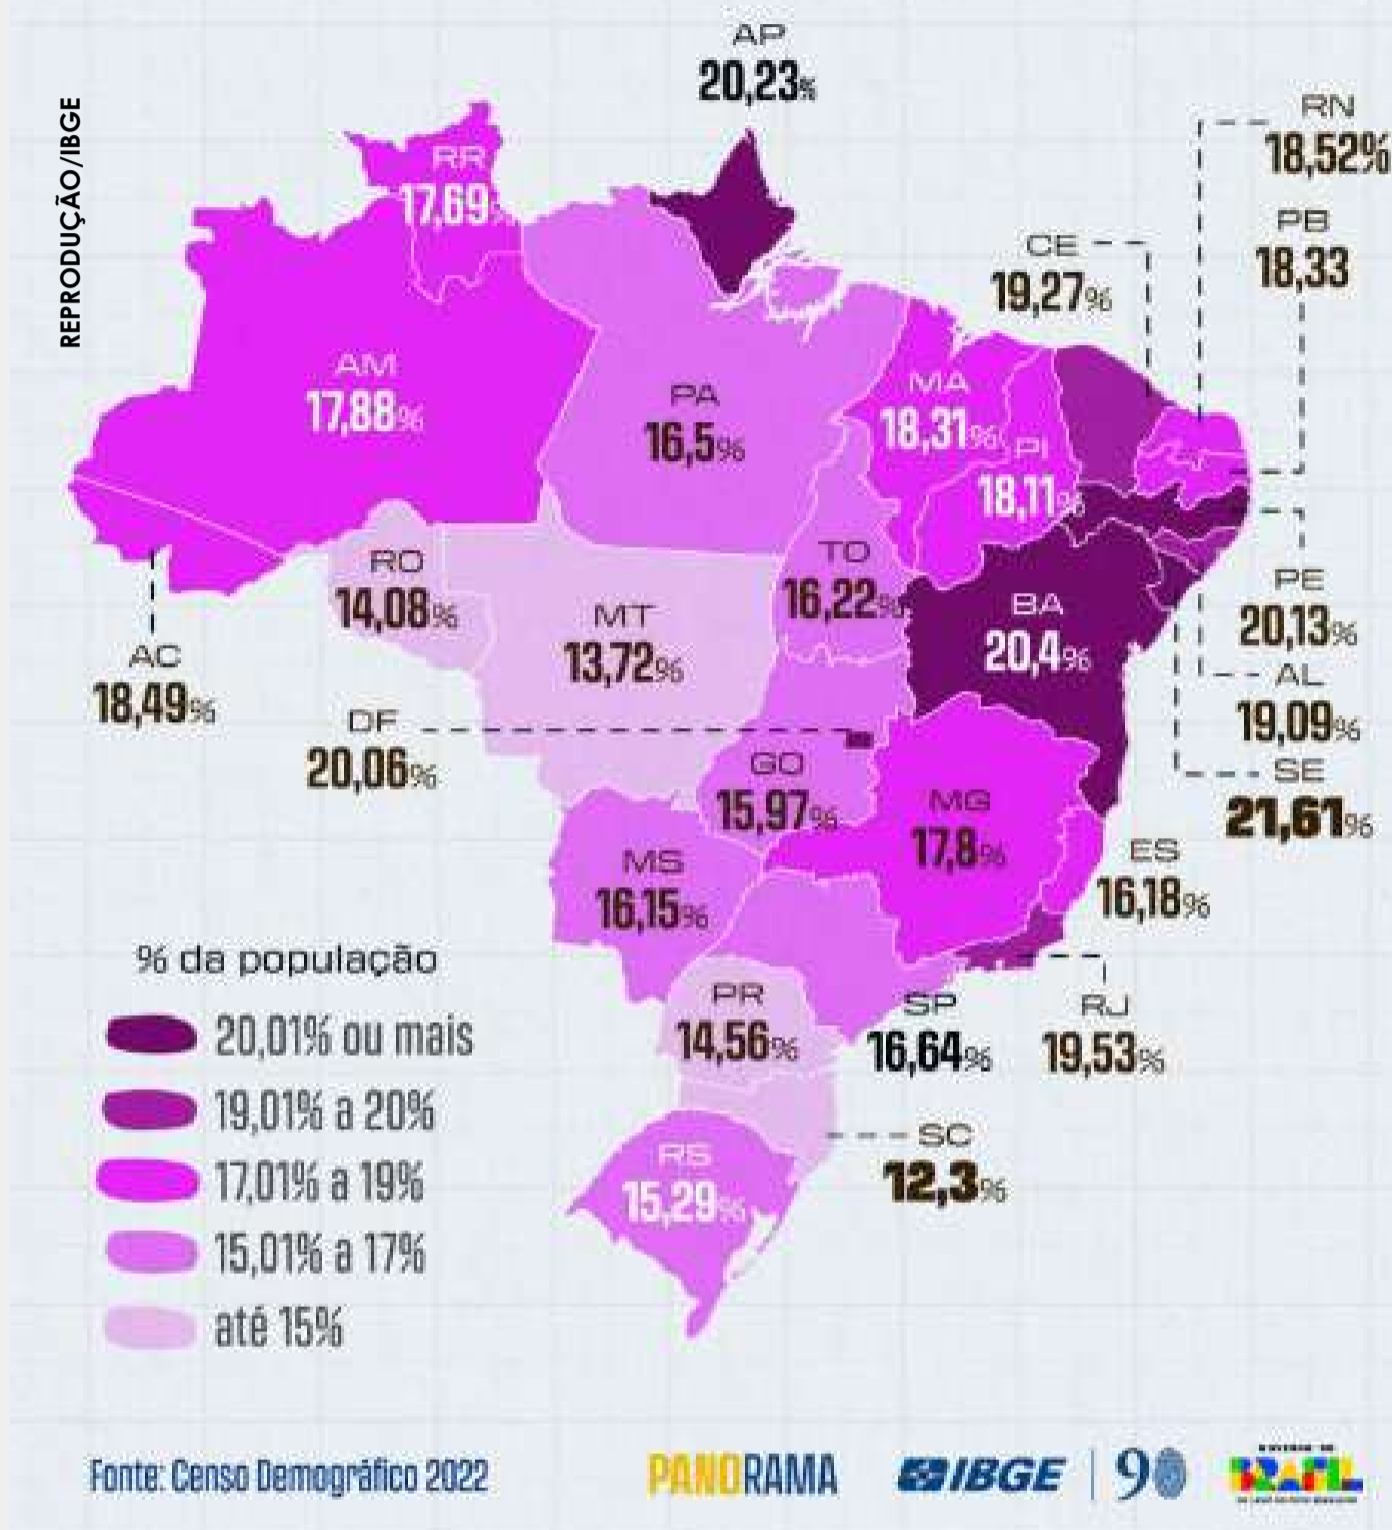 REPRODUÇÃO/IBGE
AP
20,23%
RN
18,52%
PB
18,33
CE
19,27%
RR
17,69
AM
17,88%
PA
16,5%
MA
18,31%
PI
18,11%
TO
16,22%
RO
14,08%
MT
13,72%
BA
20,4%
PE
20,13%
AC
18,49%
AL
19,09%
DF
20,06%
SE
21,61%
GO
15,97%
MG
17,8%
ES
16,18%
MS
16,15%
PR
14,56%
SP
16,64%
RJ
19,53%
SC
12,3%
RS
15,29%
% da população
20,01% ou mais
19,01% a 20%
17,01% a 19%
15,01% a 17%
até 15%
Fonte: Censo Demográfico 2022
PANORAMA
IBGE
90
BRASIL